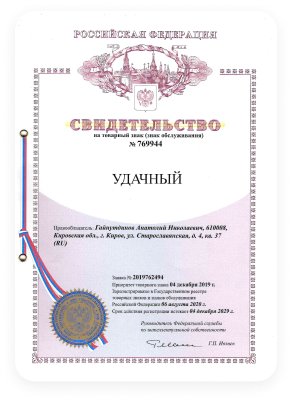 РОССИЙСКАЯ ФЕДЕРАЦИЯ
СВИДЕТЕЛЬСТВО
на товарный знак (знак обслуживания)
№ 769944
УДАЧНЫЙ
Правообладатель: Гайнутдинов Анатолий Николаевич, 610008,
Кировская обл., г. Киров, ул. Старославянская, д. 4, кв. 37
(RU)
Заявка № 2019762494
Приоритет товарного знака 04 декабря 2019 г.
Зарегистрировано в Государственном реестре
товарных знаков и знаков обслуживания
Российской Федерации 06 августа 2020 г.
Срок действия регистрации истекает 04 декабря 2029 г.
Руководитель Федеральной службы
по интеллектуальной собственности
Г.П. Ивлиев